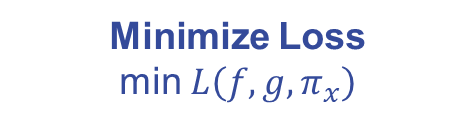 Minimize Loss
min L(f, g, πₓ)